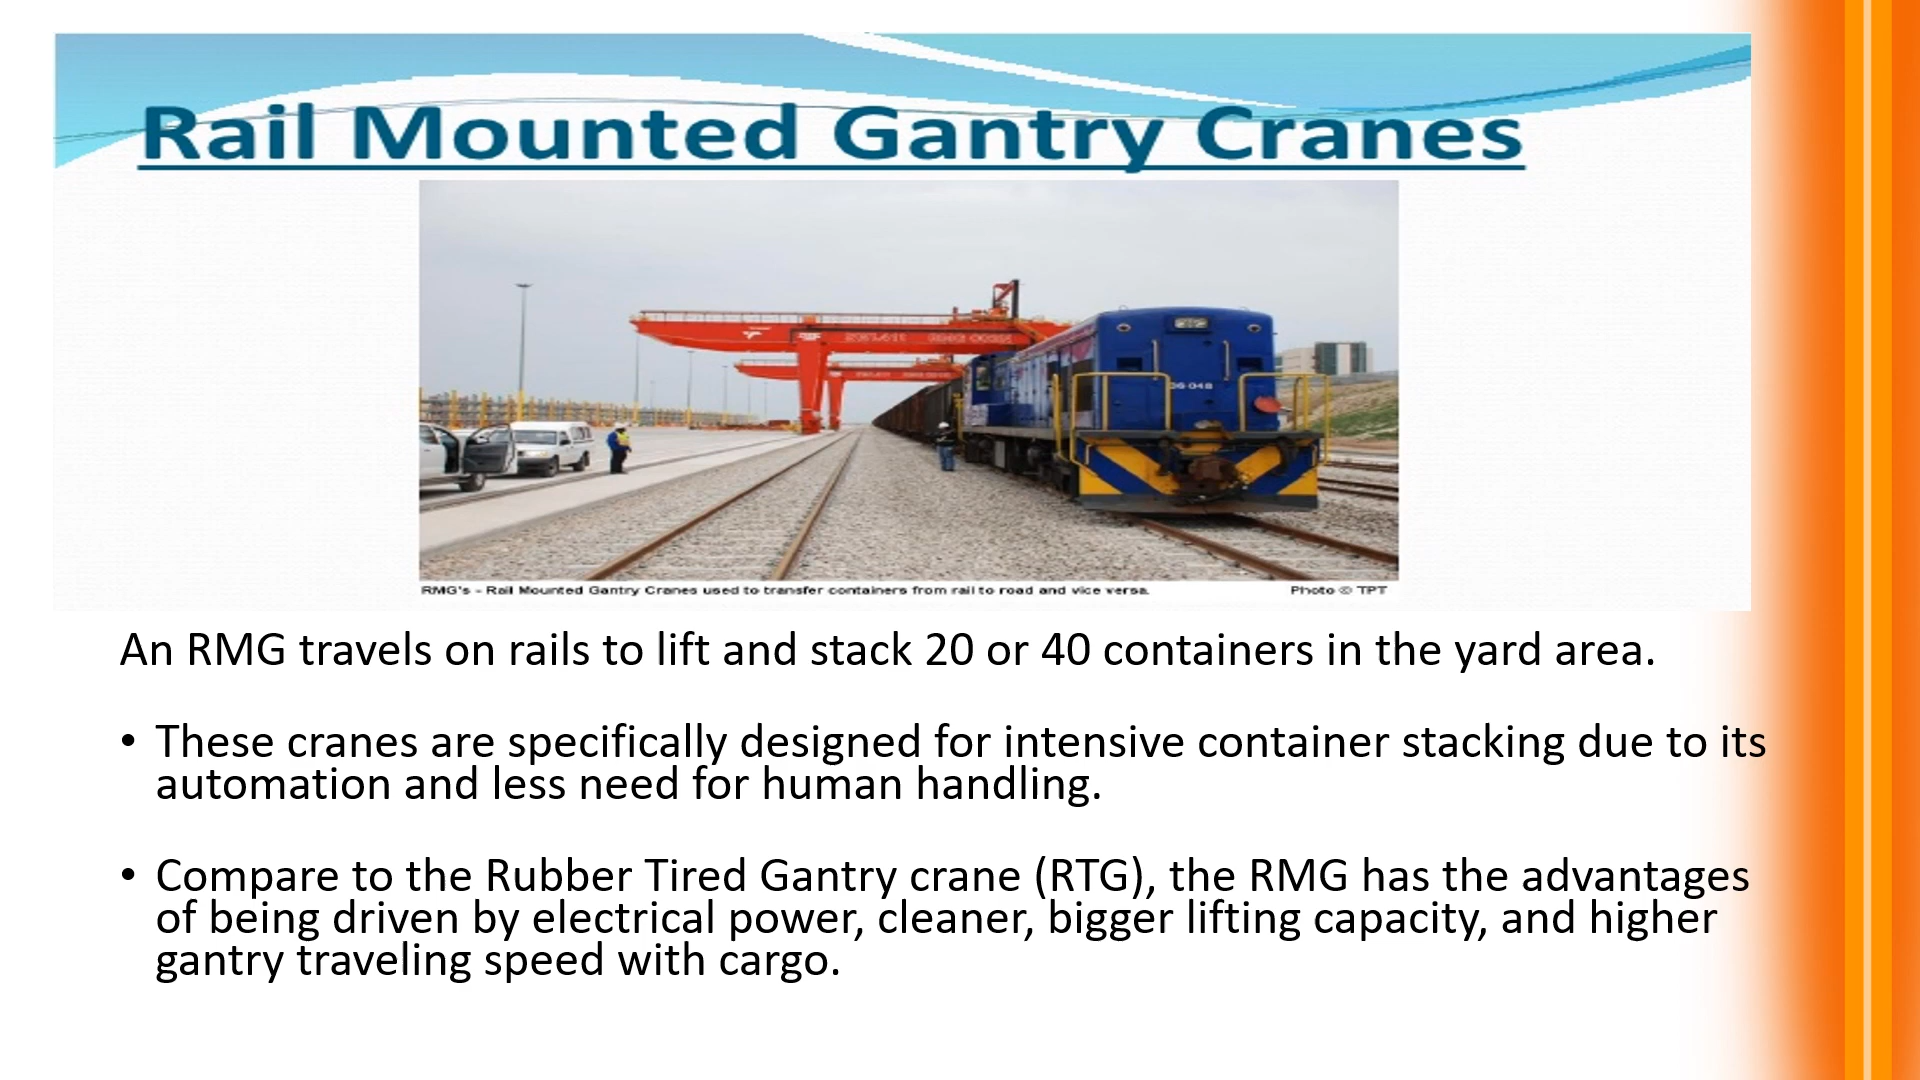 Rail Mounted Gantry Cranes
06-048
RMG's - Rail Mounted Gantry Cranes used to transfer containers from rail to road and vice versa.
Photo © TPT
An RMG travels on rails to lift and stack 20 or 40 containers in the yard area.
• These cranes are specifically designed for intensive container stacking due to its
automation and less need for human handling.
• Compare to the Rubber Tired Gantry crane (RTG), the RMG has the advantages
of being driven by electrical power, cleaner, bigger lifting capacity, and higher
gantry traveling speed with cargo.